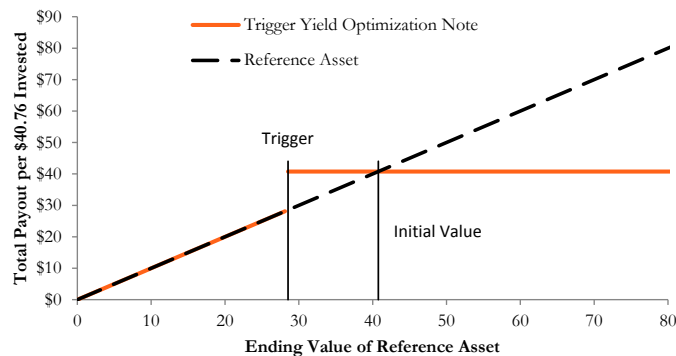 $90
$80
$70
$60
$50
$40
$30
$20
$10
$0
Total Payout per $40.76 Invested
Trigger Yield Optimization Note
Reference Asset
Trigger
Initial Value
0 10 20 30 40 50 60 70 80
Ending Value of Reference Asset